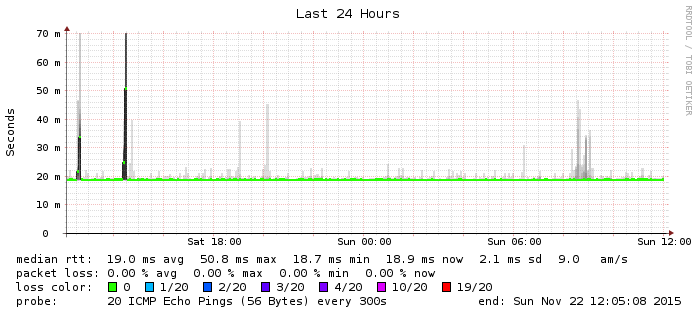 Last 24 Hours
RRDTOOL / TOBI OETIKER
Seconds
70 m
60 m
50 m
40 m
30 m
20 m
10 m
0
Sat 18:00 Sun 00:00 Sun 06:00 Sun 12:00
median rtt: 19.0 ms avg 50.8 ms max 18.7 ms min 18.9 ms now 2.1 ms sd 9.0 am/s
packet loss: 0.00 % avg 0.00 % max 0.00 % min 0.00 % now
loss color: 0 1/20 2/20 3/20 4/20 10/20 19/20
probe: 20 ICMP Echo Pings (56 Bytes) every 300s end: Sun Nov 22 12:05:08 2015